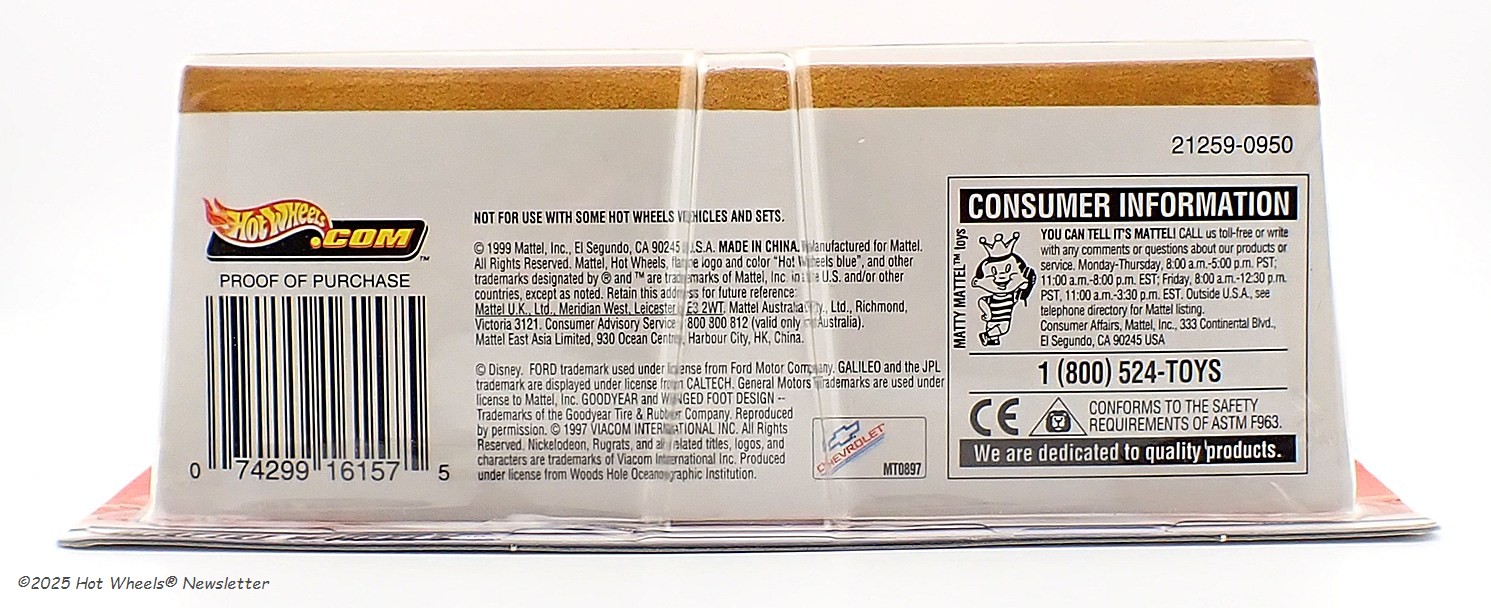 21259-0950
HOT WHEELS
.COM™
PROOF OF PURCHASE
0 74299 16157 5
NOT FOR USE WITH SOME HOT WHEELS VEHICLES AND SETS.
© 1999 Mattel, Inc., El Segundo, CA 90245 U.S.A. MADE IN CHINA. Manufactured for Mattel.
All Rights Reserved. Mattel, Hot Wheels, flame logo and color "Hot Wheels blue", and other
trademarks designated by ® and ™ are trademarks of Mattel, Inc. in the U.S. and/or other
countries, except as noted. Retain this address for future reference:
Mattel U.K., Ltd., Meridian West, Leicester E3 2WT. Mattel Australia Pty., Ltd., Richmond,
Victoria 3121. Consumer Advisory Service 800 800 812 (valid only in Australia).
Mattel East Asia Limited, 930 Ocean Centre, Harbour City, HK, China.
© Disney. FORD trademark used under license from Ford Motor Company. GALILEO and the JPL
trademark are displayed under license from CALTECH. General Motors Trademarks are used under
license to Mattel, Inc. GOODYEAR and WINGED FOOT DESIGN --
Trademarks of the Goodyear Tire & Rubber Company. Reproduced
by permission. © 1997 VIACOM INTERNATIONAL INC. All Rights
Reserved. Nickelodeon, Rugrats, and all related titles, logos, and
characters are trademarks of Viacom International Inc. Produced
under license from Woods Hole Oceanographic Institution.
CHEVROLET
MT0897
CONSUMER INFORMATION
MATTY MATTEL™ toys
YOU CAN TELL IT'S MATTEL! CALL us toll-free or write
with any comments or questions about our products or
service. Monday-Thursday, 8:00 a.m.-5:00 p.m. PST;
11:00 a.m.-8:00 p.m. EST; Friday, 8:00 a.m.-12:30 p.m.
PST, 11:00 a.m.-3:30 p.m. EST. Outside U.S.A., see
telephone directory for Mattel listing.
Consumer Affairs, Mattel, Inc., 333 Continental Blvd.,
El Segundo, CA 90245 USA
1 (800) 524-TOYS
CE
CONFORMS TO THE SAFETY
REQUIREMENTS OF ASTM F963.
We are dedicated to quality products.
©2025 Hot Wheels® Newsletter